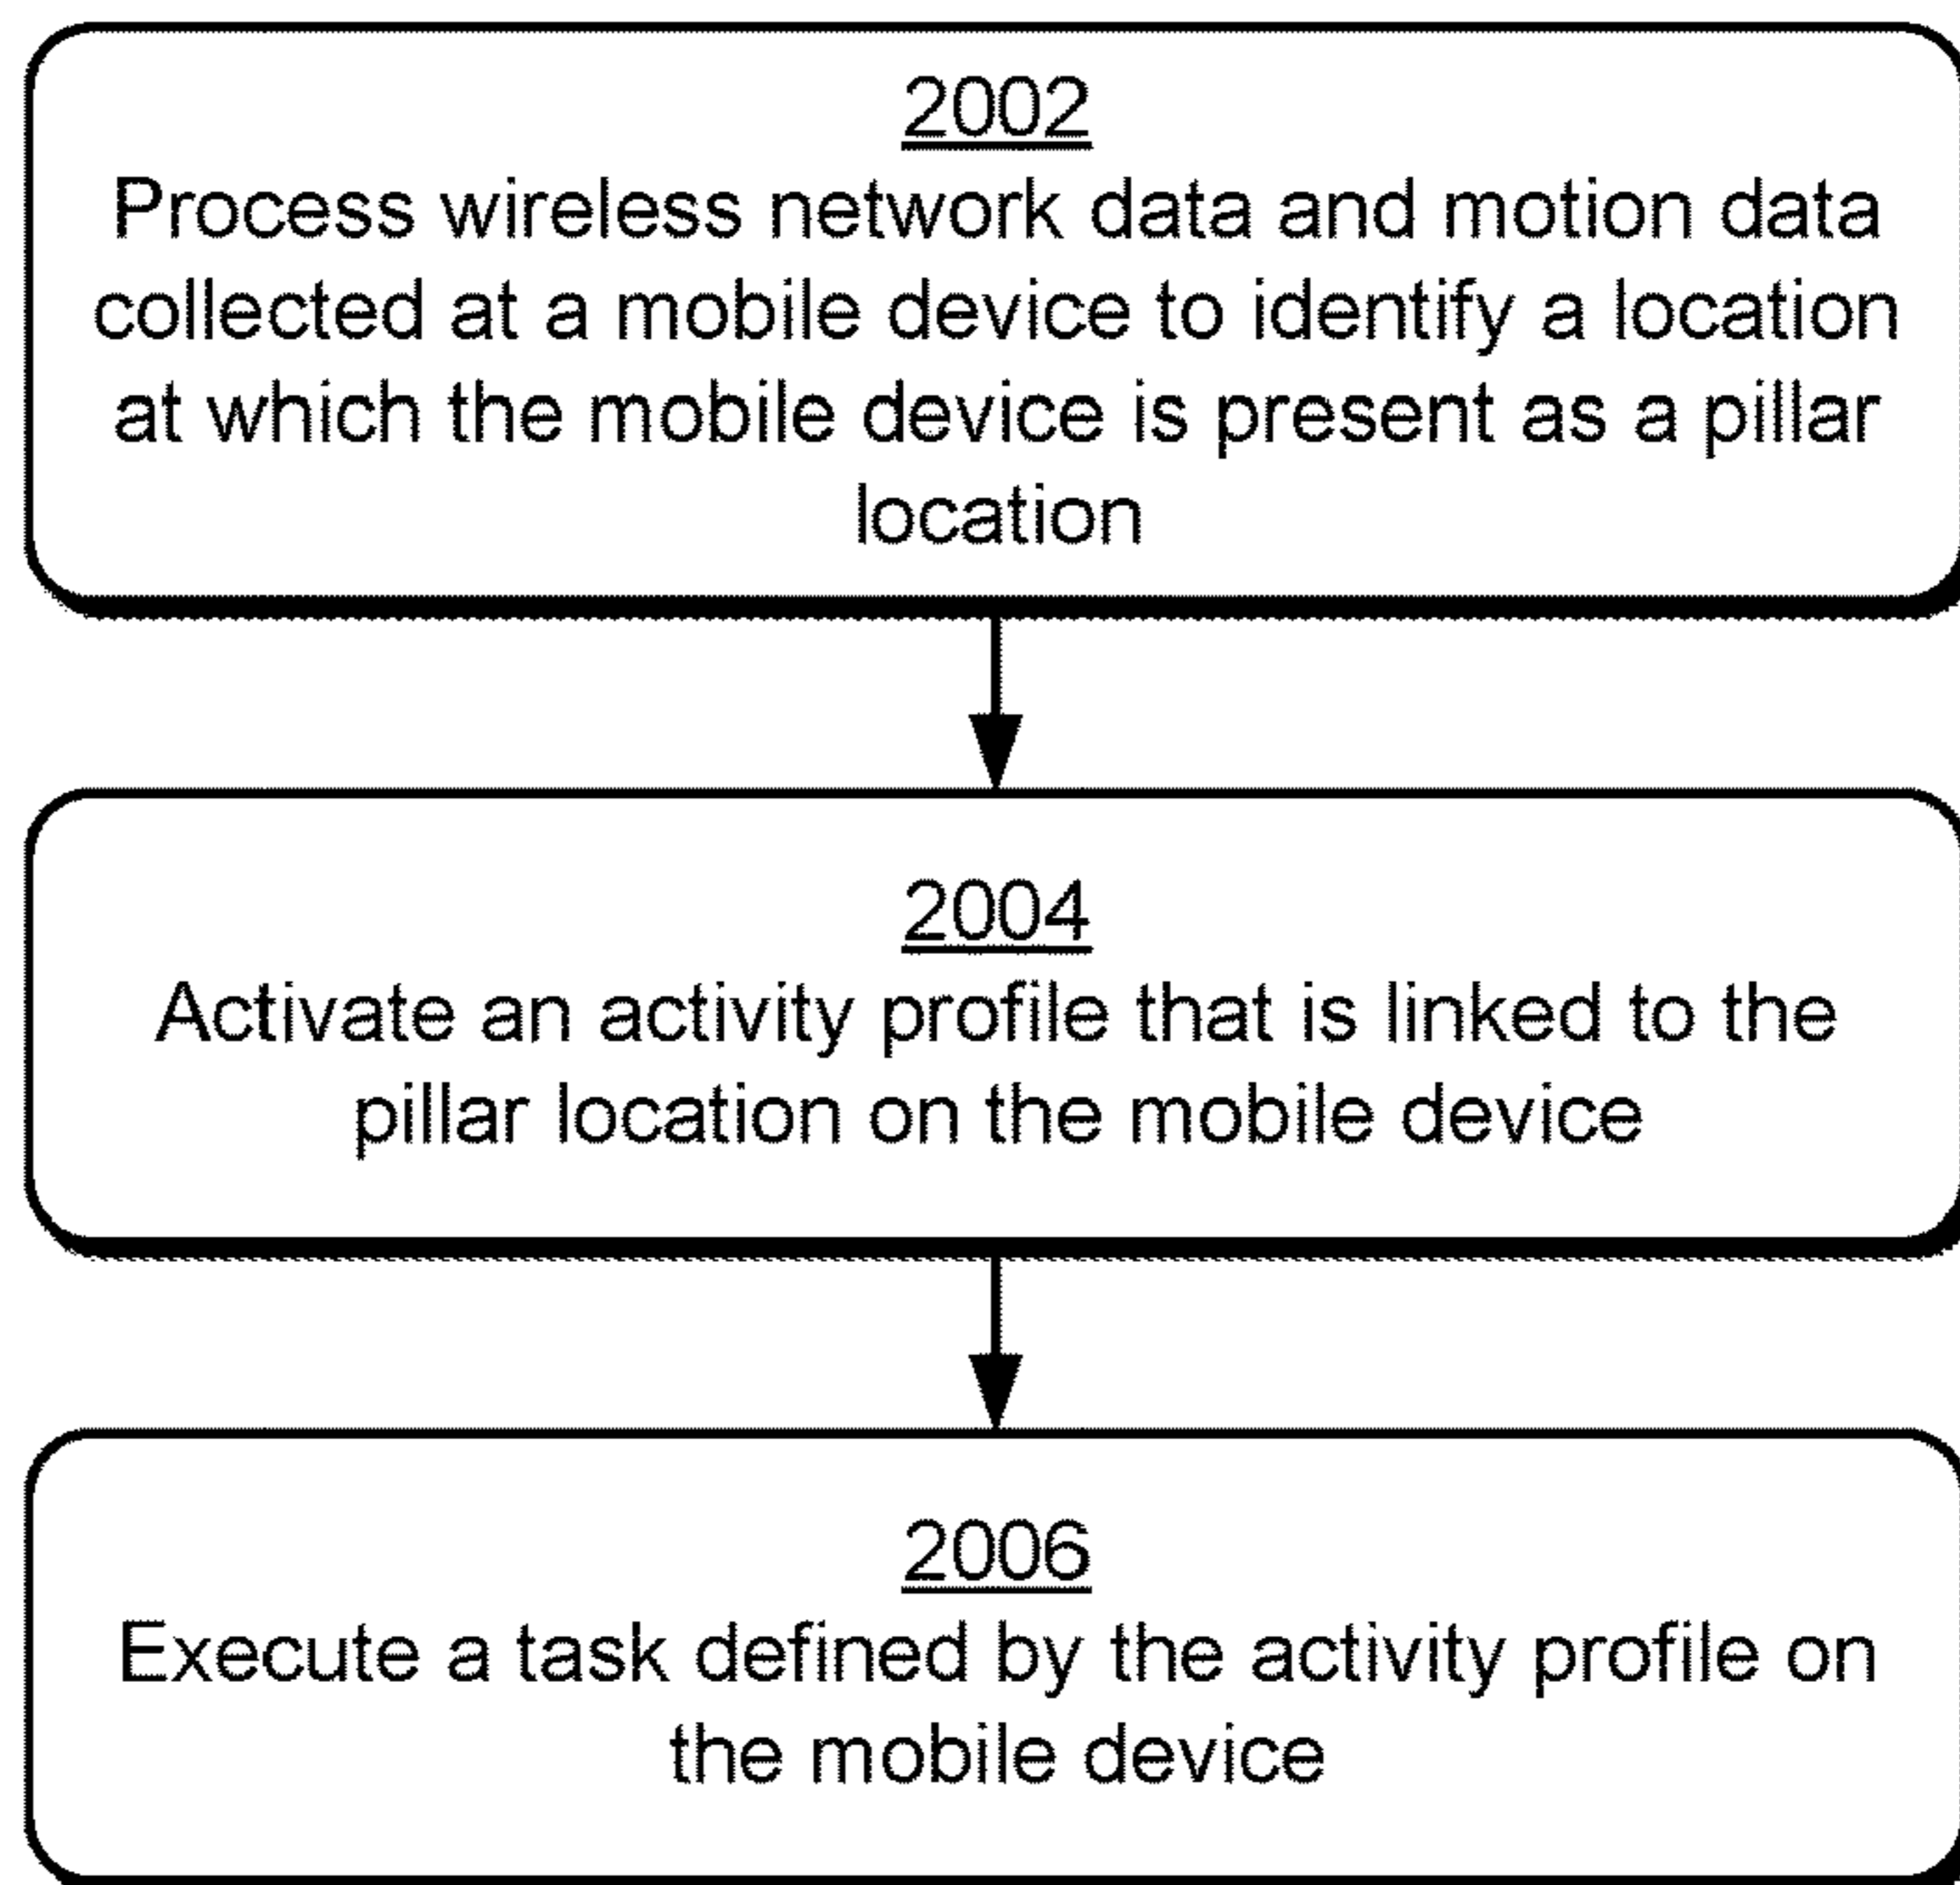 2002
Process wireless network data and motion data
collected at a mobile device to identify a location
at which the mobile device is present as a pillar
location
2004
Activate an activity profile that is linked to the
pillar location on the mobile device
2006
Execute a task defined by the activity profile on
the mobile device